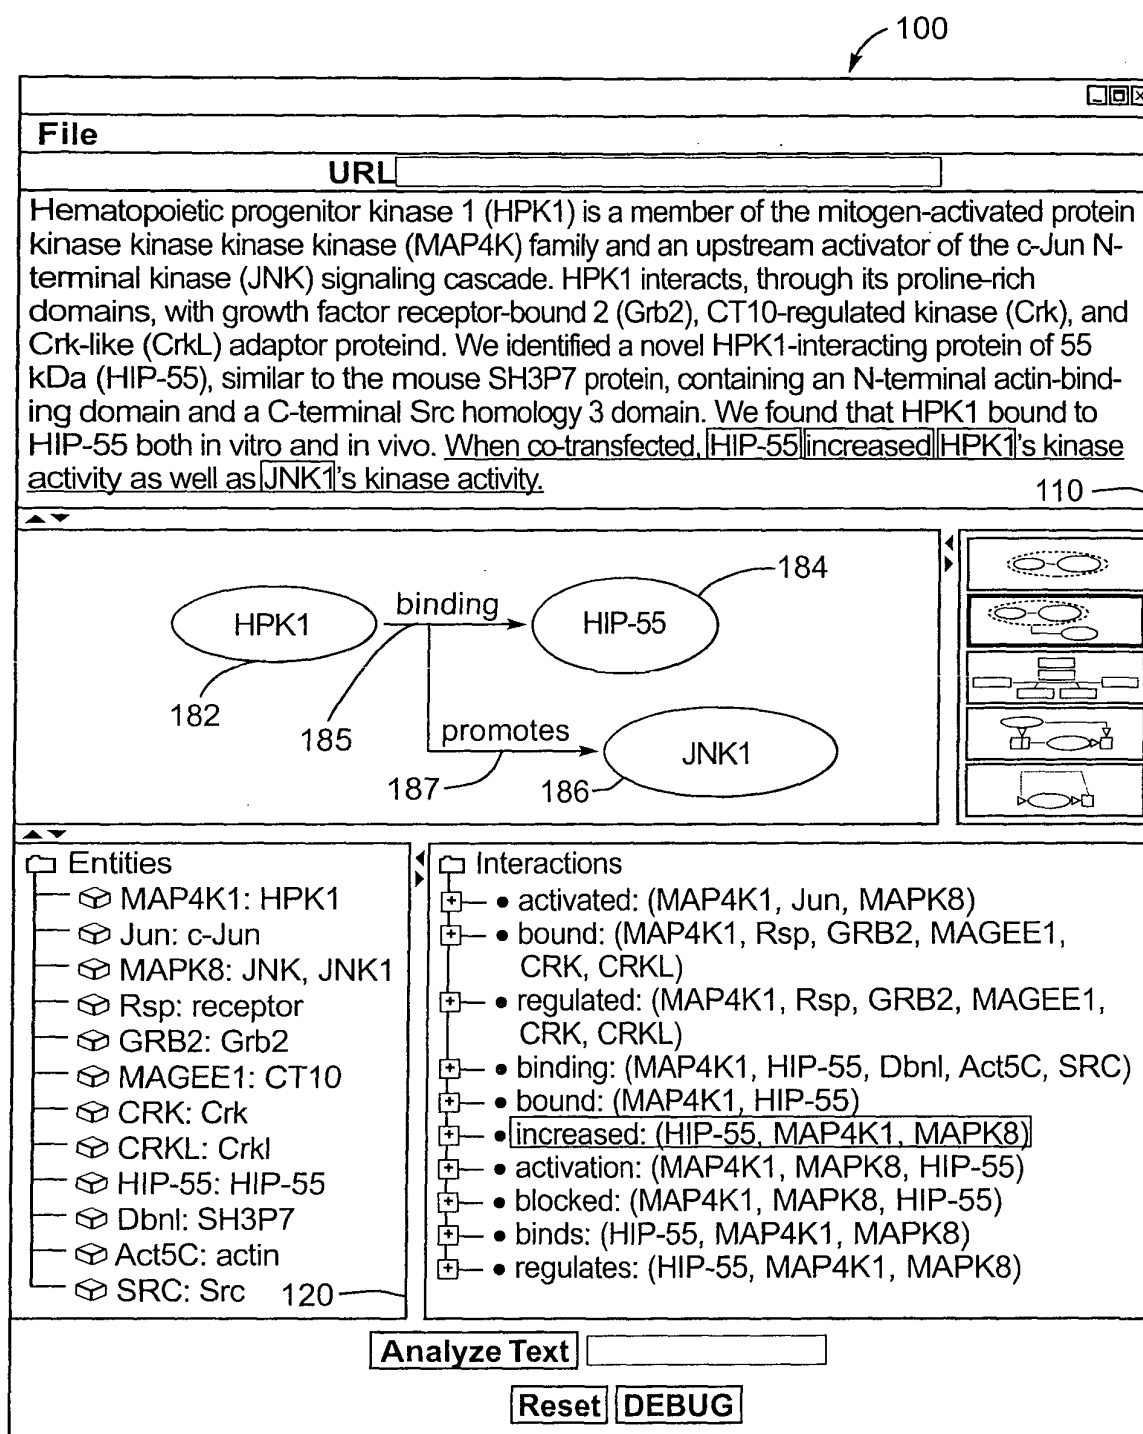 100
File
URL
Hematopoietic progenitor kinase 1 (HPK1) is a member of the mitogen-activated protein
kinase kinase kinase kinase (MAP4K) family and an upstream activator of the c-Jun N-
terminal kinase (JNK) signaling cascade. HPK1 interacts, through its proline-rich
domains, with growth factor receptor-bound 2 (Grb2), CT10-regulated kinase (Crk), and
Crk-like (CrkL) adaptor proteind. We identified a novel HPK1-interacting protein of 55
kDa (HIP-55), similar to the mouse SH3P7 protein, containing an N-terminal actin-bind-
ing domain and a C-terminal Src homology 3 domain. We found that HPK1 bound to
HIP-55 both in vitro and in vivo. When co-transfected, HIP-55 increased HPK1's kinase
activity as well as JNK1's kinase activity.
110
184
binding
HPK1
HIP-55
182
185
promotes
JNK1
187
186
Entities
MAP4K1: HPK1
Jun: c-Jun
MAPK8: JNK, JNK1
Rsp: receptor
GRB2: Grb2
MAGEE1: CT10
CRK: Crk
CRKL: Crkl
HIP-55: HIP-55
Dbnl: SH3P7
Act5C: actin
SRC: Src
120
Interactions
activated: (MAP4K1, Jun, MAPK8)
bound: (MAP4K1, Rsp, GRB2, MAGEE1,
CRK, CRKL)
regulated: (MAP4K1, Rsp, GRB2, MAGEE1,
CRK, CRKL)
binding: (MAP4K1, HIP-55, Dbnl, Act5C, SRC)
bound: (MAP4K1, HIP-55)
increased: (HIP-55, MAP4K1, MAPK8)
activation: (MAP4K1, MAPK8, HIP-55)
blocked: (MAP4K1, MAPK8, HIP-55)
binds: (HIP-55, MAP4K1, MAPK8)
regulates: (HIP-55, MAP4K1, MAPK8)
Analyze Text
Reset DEBUG